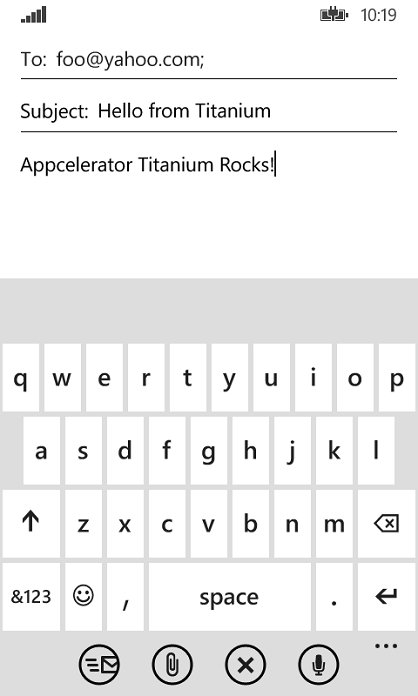 10:19
To: foo@yahoo.com;
Subject: Hello from Titanium
Appcelerator Titanium Rocks!
q w e r t y u i o p
a s d f g h j k l
z x c v b n m
&123 , space .